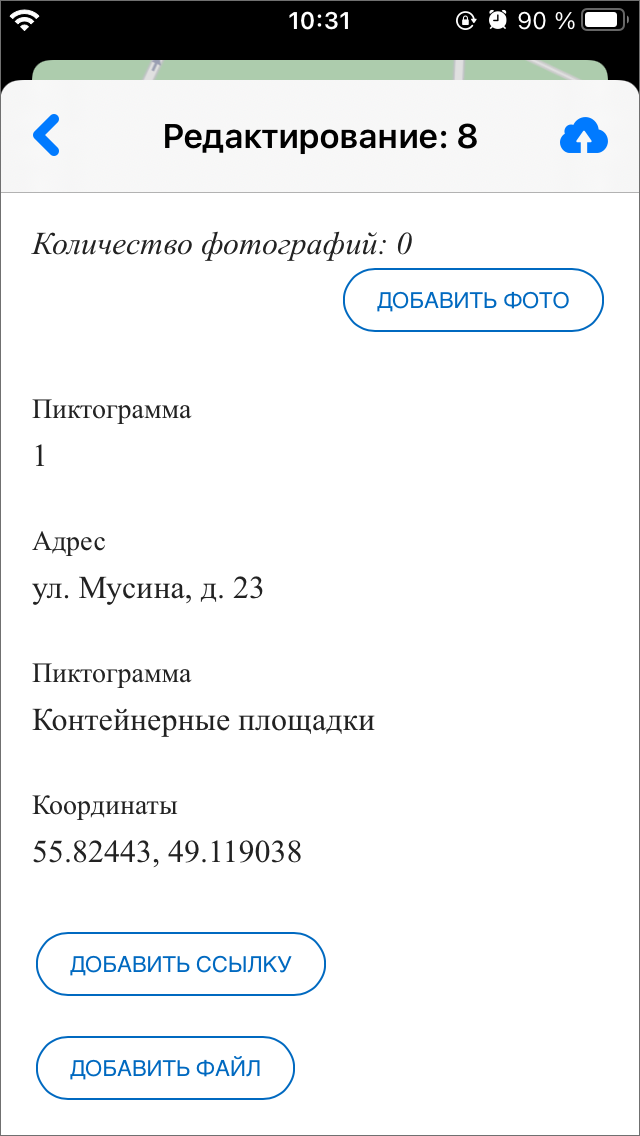 10:31
90 %
Редактирование: 8
Количество фотографий: 0
ДОБАВИТЬ ФОТО
Пиктограмма
1
Адрес
ул. Мусина, д. 23
Пиктограмма
Контейнерные площадки
Координаты
55.82443, 49.119038
ДОБАВИТЬ ССЫЛКУ
ДОБАВИТЬ ФАЙЛ